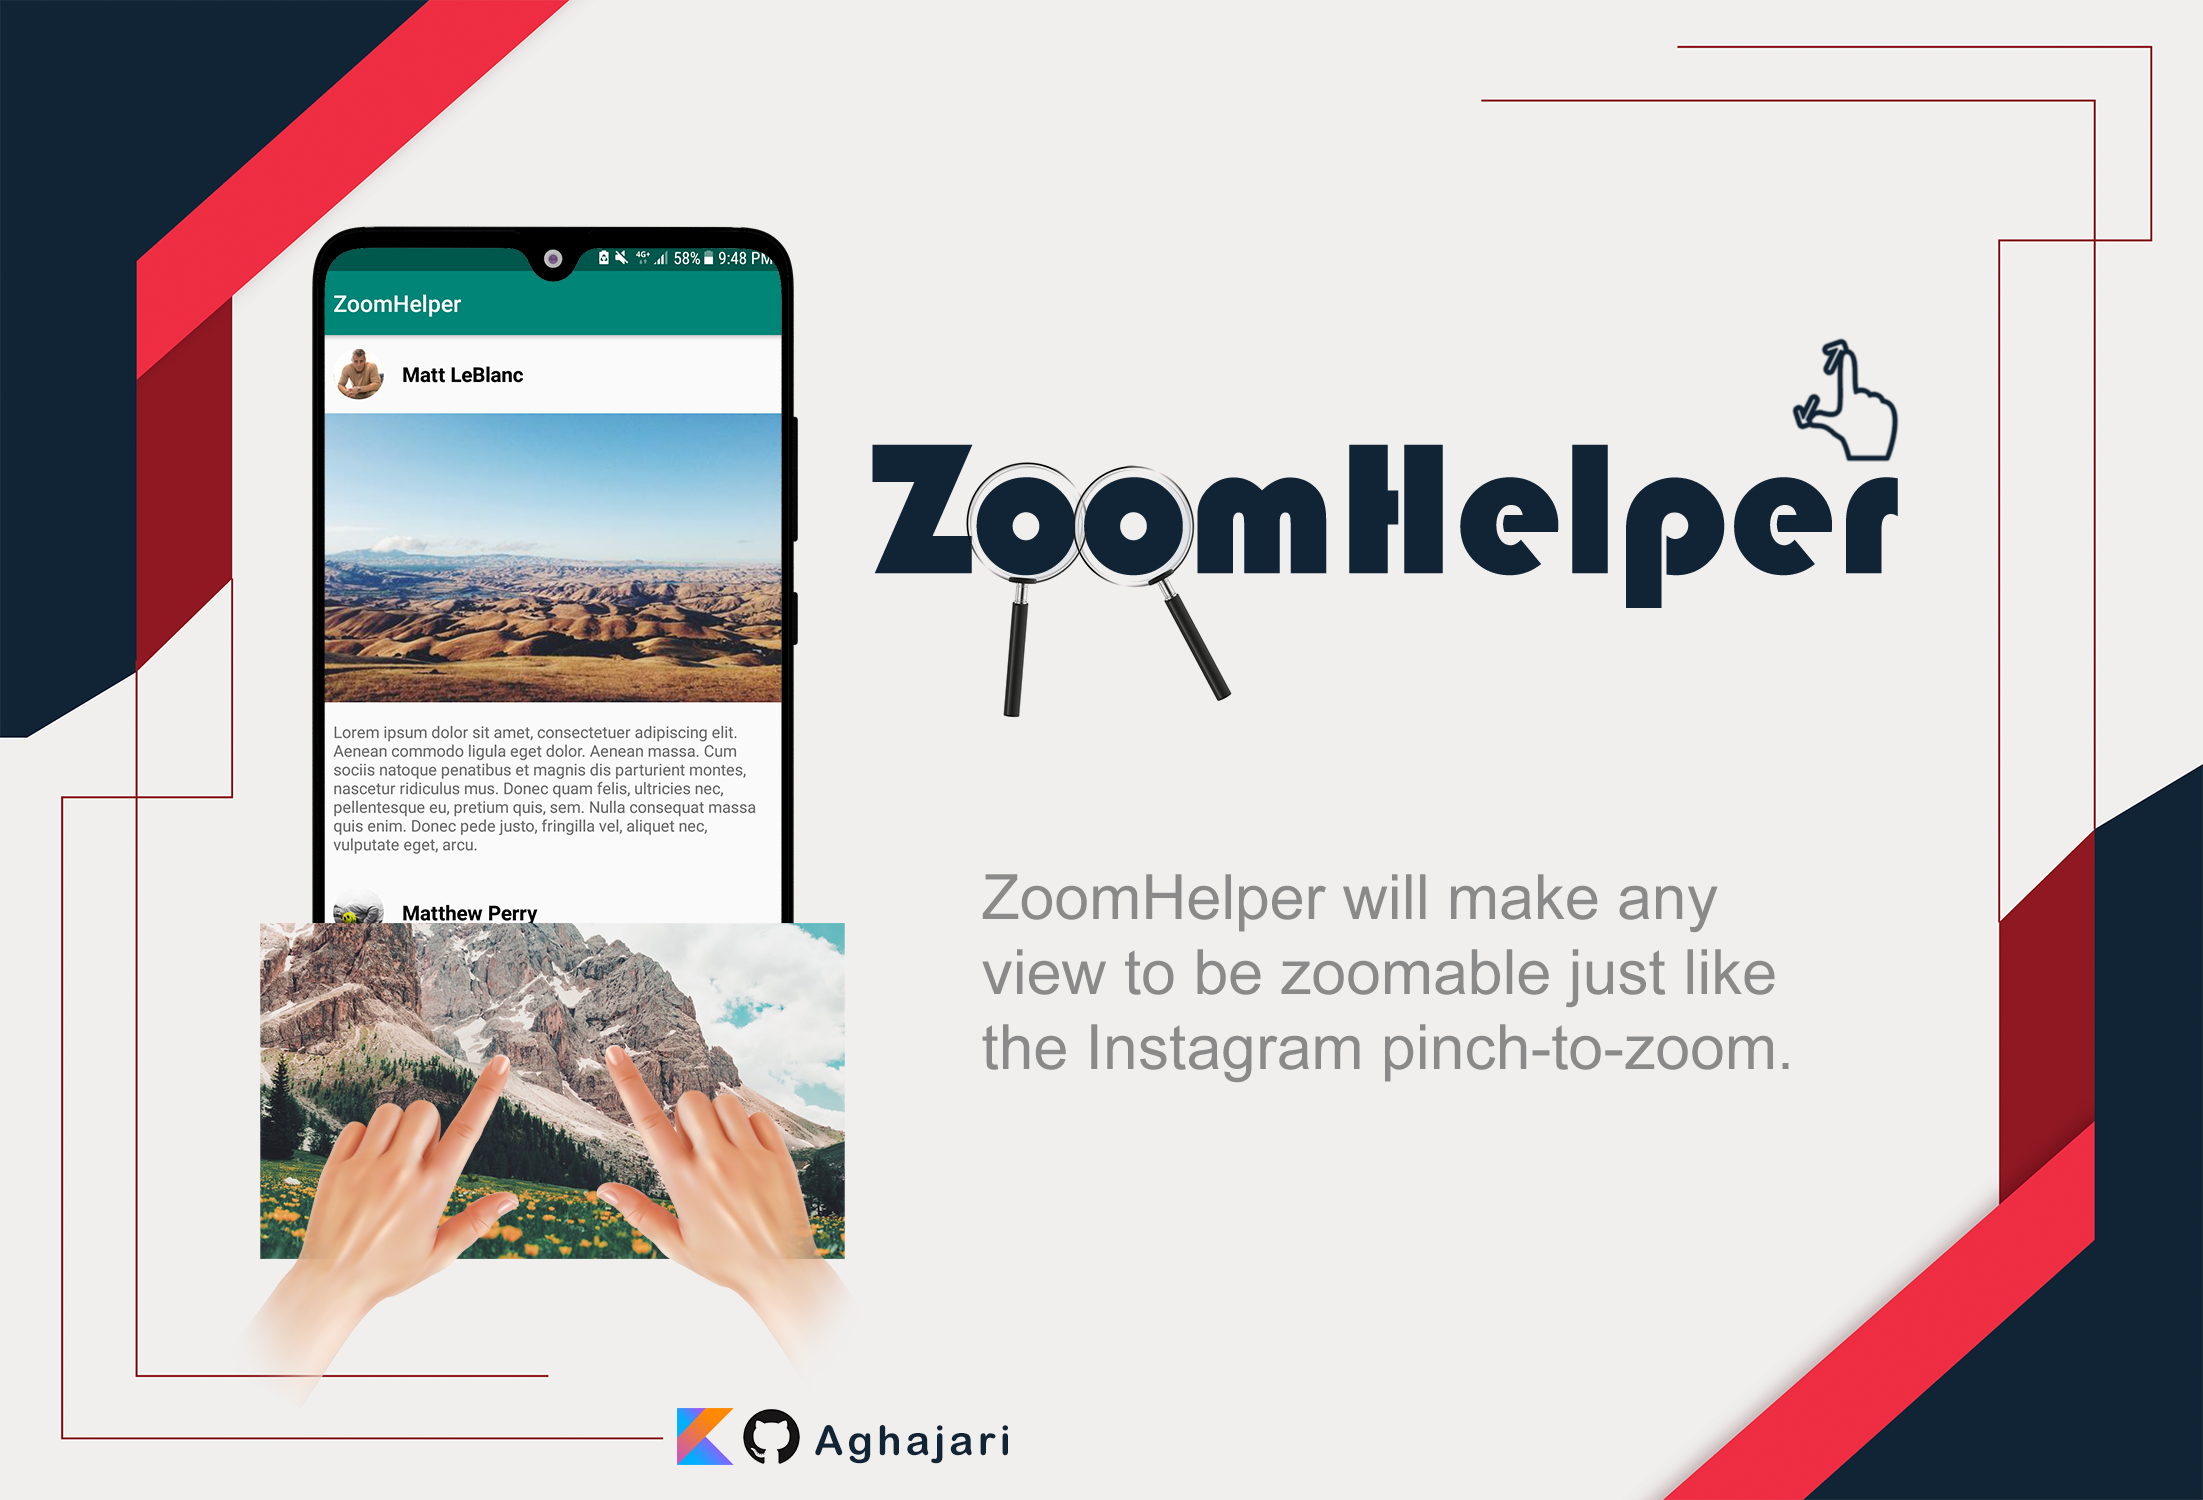 4G+ 58% 9:48 PM
ZoomHelper
Matt LeBlanc
Lorem ipsum dolor sit amet, consectetuer adipiscing elit.
Aenean commodo ligula eget dolor. Aenean massa. Cum
sociis natoque penatibus et magnis dis parturient montes,
nascetur ridiculus mus. Donec quam felis, ultricies nec,
pellentesque eu, pretium quis, sem. Nulla consequat massa
quis enim. Donec pede justo, fringilla vel, aliquet nec,
vulputate eget, arcu.
Matthew Perry
ZoomHelper
ZoomHelper will make any
view to be zoomable just like
the Instagram pinch-to-zoom.
Aghajari